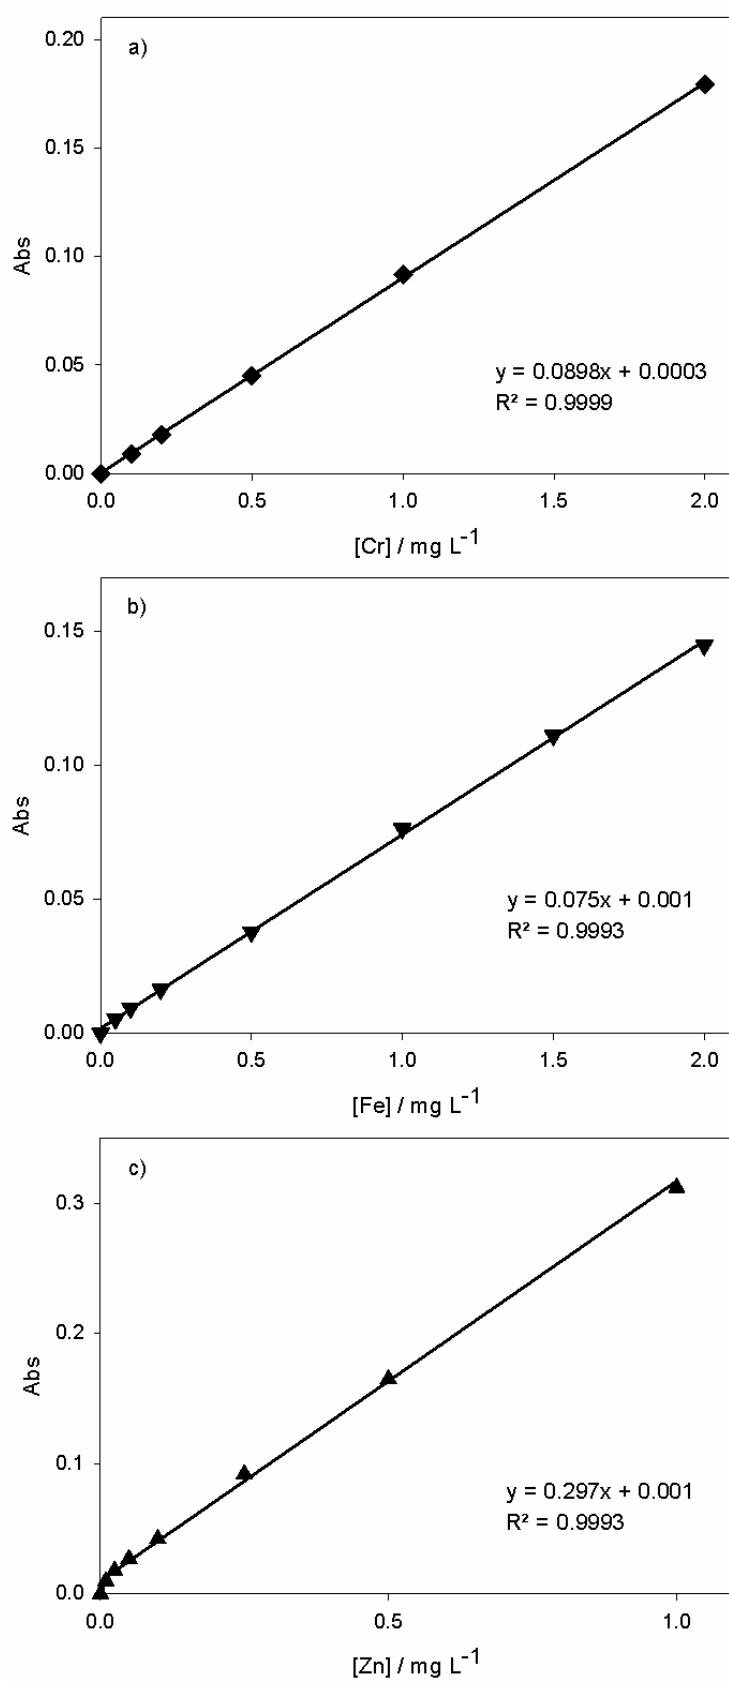 a)
0.20
0.15
0.10
0.05
0.00
Abs
y = 0.0898x + 0.0003
R² = 0.9999
0.0 0.5 1.0 1.5 2.0
[Cr] / mg L⁻¹
b)
0.15
0.10
0.05
0.00
Abs
y = 0.075x + 0.001
R² = 0.9993
0.0 0.5 1.0 1.5 2.0
[Fe] / mg L⁻¹
c)
0.3
0.2
0.1
0.0
Abs
y = 0.297x + 0.001
R² = 0.9993
0.0 0.5 1.0
[Zn] / mg L⁻¹